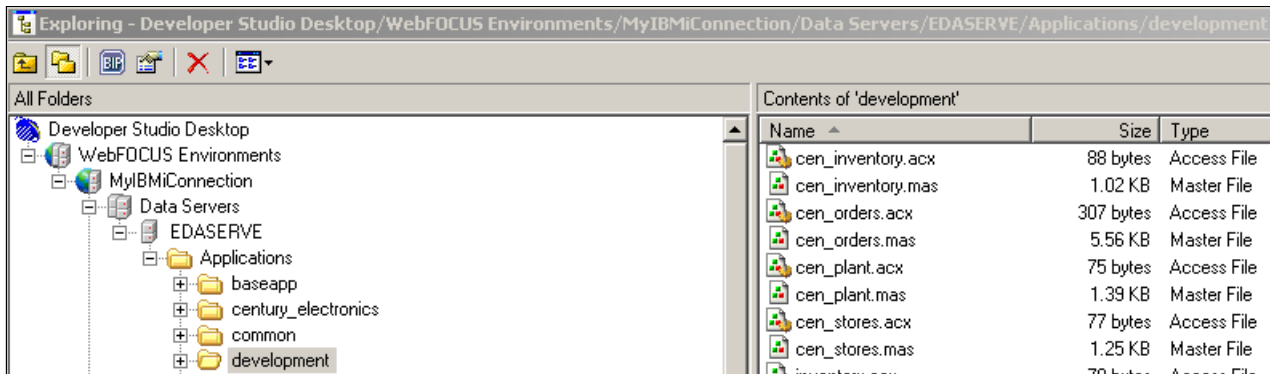 Exploring - Developer Studio Desktop/WebFOCUS Environments/MyIBMiConnection/Data Servers/EDASERVE/Applications/development
BIP
All Folders
Developer Studio Desktop
WebFOCUS Environments
MyIBMiConnection
Data Servers
EDASERVE
Applications
baseapp
century_electronics
common
development
Contents of 'development'
Name Size Type
cen_inventory.acx 88 bytes Access File
cen_inventory.mas 1.02 KB Master File
cen_orders.acx 307 bytes Access File
cen_orders.mas 5.56 KB Master File
cen_plant.acx 75 bytes Access File
cen_plant.mas 1.39 KB Master File
cen_stores.acx 77 bytes Access File
cen_stores.mas 1.25 KB Master File